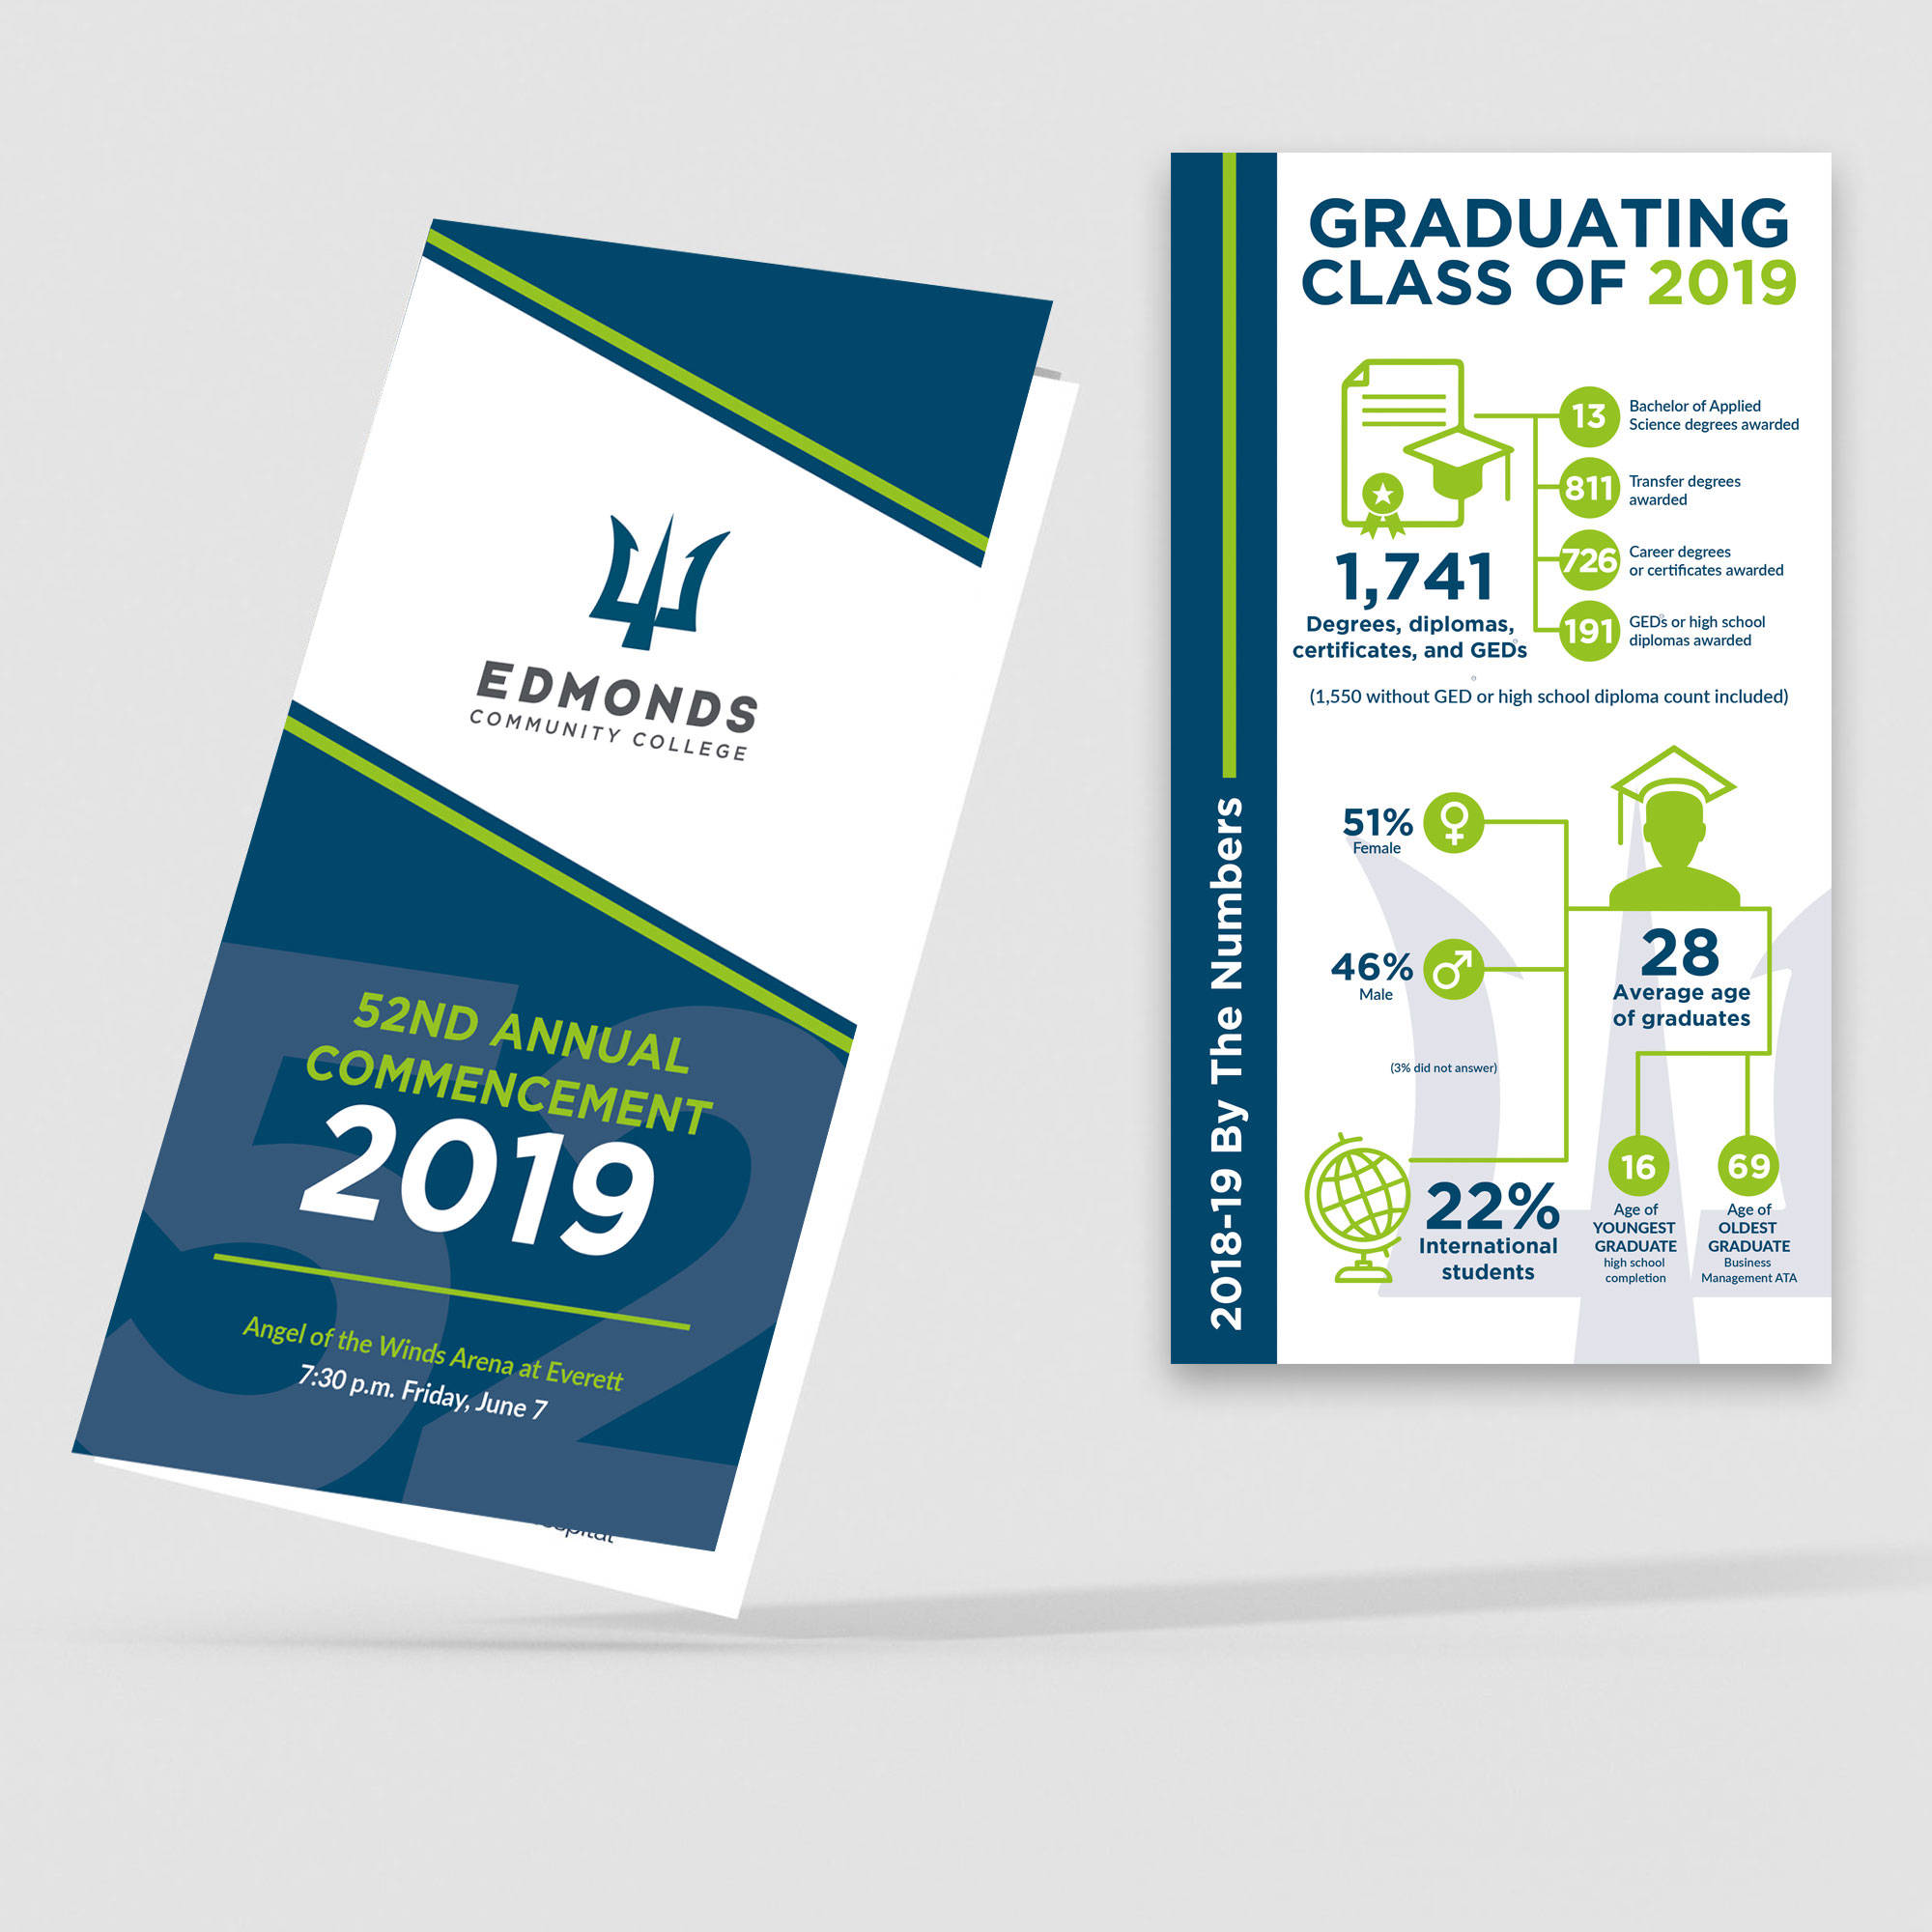 EDMONDS
COMMUNITY COLLEGE
52ND ANNUAL
COMMENCEMENT
2019
Angel of the Winds Arena at Everett
7:30 p.m. Friday, June 7
2018-19 By The Numbers
GRADUATING
CLASS OF 2019
1,741
Degrees, diplomas,
certificates, and GEDs
13
Bachelor of Applied
Science degrees awarded
811
Transfer degrees
awarded
726
Career degrees
or certificates awarded
191
GEDs or high school
diplomas awarded
(1,550 without GED or high school diploma count included)
51%
Female
46%
Male
(3% did not answer)
28
Average age
of graduates
22%
International
students
16
Age of
YOUNGEST
GRADUATE
high school
completion
69
Age of
OLDEST
GRADUATE
Business
Management ATA